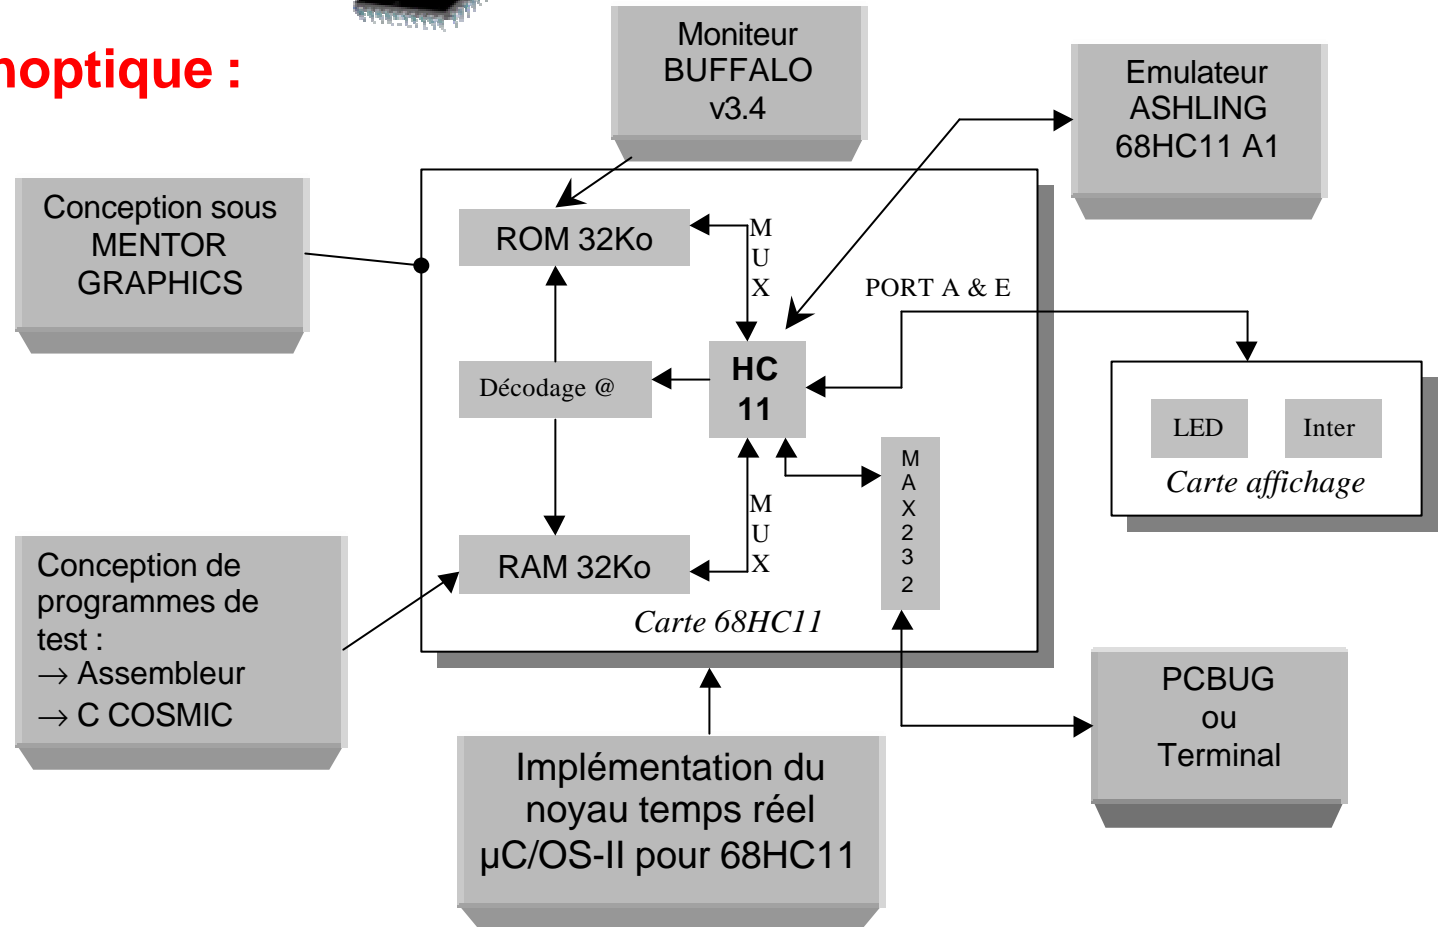 noptique :
Moniteur
BUFFALO
v3.4
Emulateur
ASHLING
68HC11 A1
Conception sous
MENTOR
GRAPHICS
ROM 32Ko
M
U
X
PORT A & E
Décodage @
HC
11
LED
Inter
Carte affichage
M
A
X
2
3
2
M
U
X
RAM 32Ko
Carte 68HC11
Conception de
programmes de
test :
→ Assembleur
→ C COSMIC
PCBUG
ou
Terminal
Implémentation du
noyau temps réel
µC/OS-II pour 68HC11